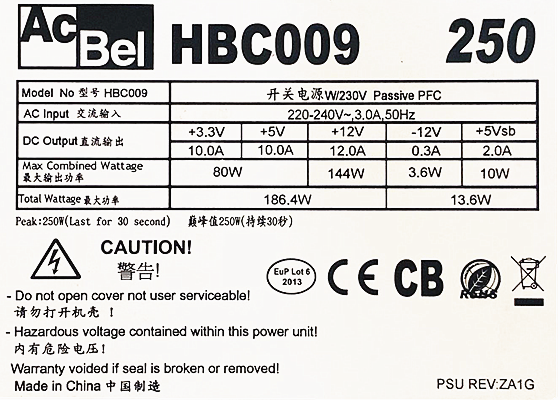 AcBel HBC009 250
Model No 型号 HBC009 开关电源W/230V Passive PFC
AC Input 交流输入 220-240V~,3.0A,50Hz
DC Output直流输出 +3.3V +5V +12V -12V +5Vsb
10.0A 10.0A 12.0A 0.3A 2.0A
Max Combined Wattage 80W 144W 3.6W 10W
最大输出功率
Total Wattage最大功率 186.4W 13.6W
Peak:250W(Last for 30 second) 巅峰值250W(持续30秒)
CAUTION!
警告!
EuP Lot 6
2013
CE CB RoHS
- Do not open cover not user serviceable!
请勿打开机壳 !
- Hazardous voltage contained within this power unit!
内有危险电压!
Warranty voided if seal is broken or removed!
Made in China 中国制造
PSU REV:ZA1G